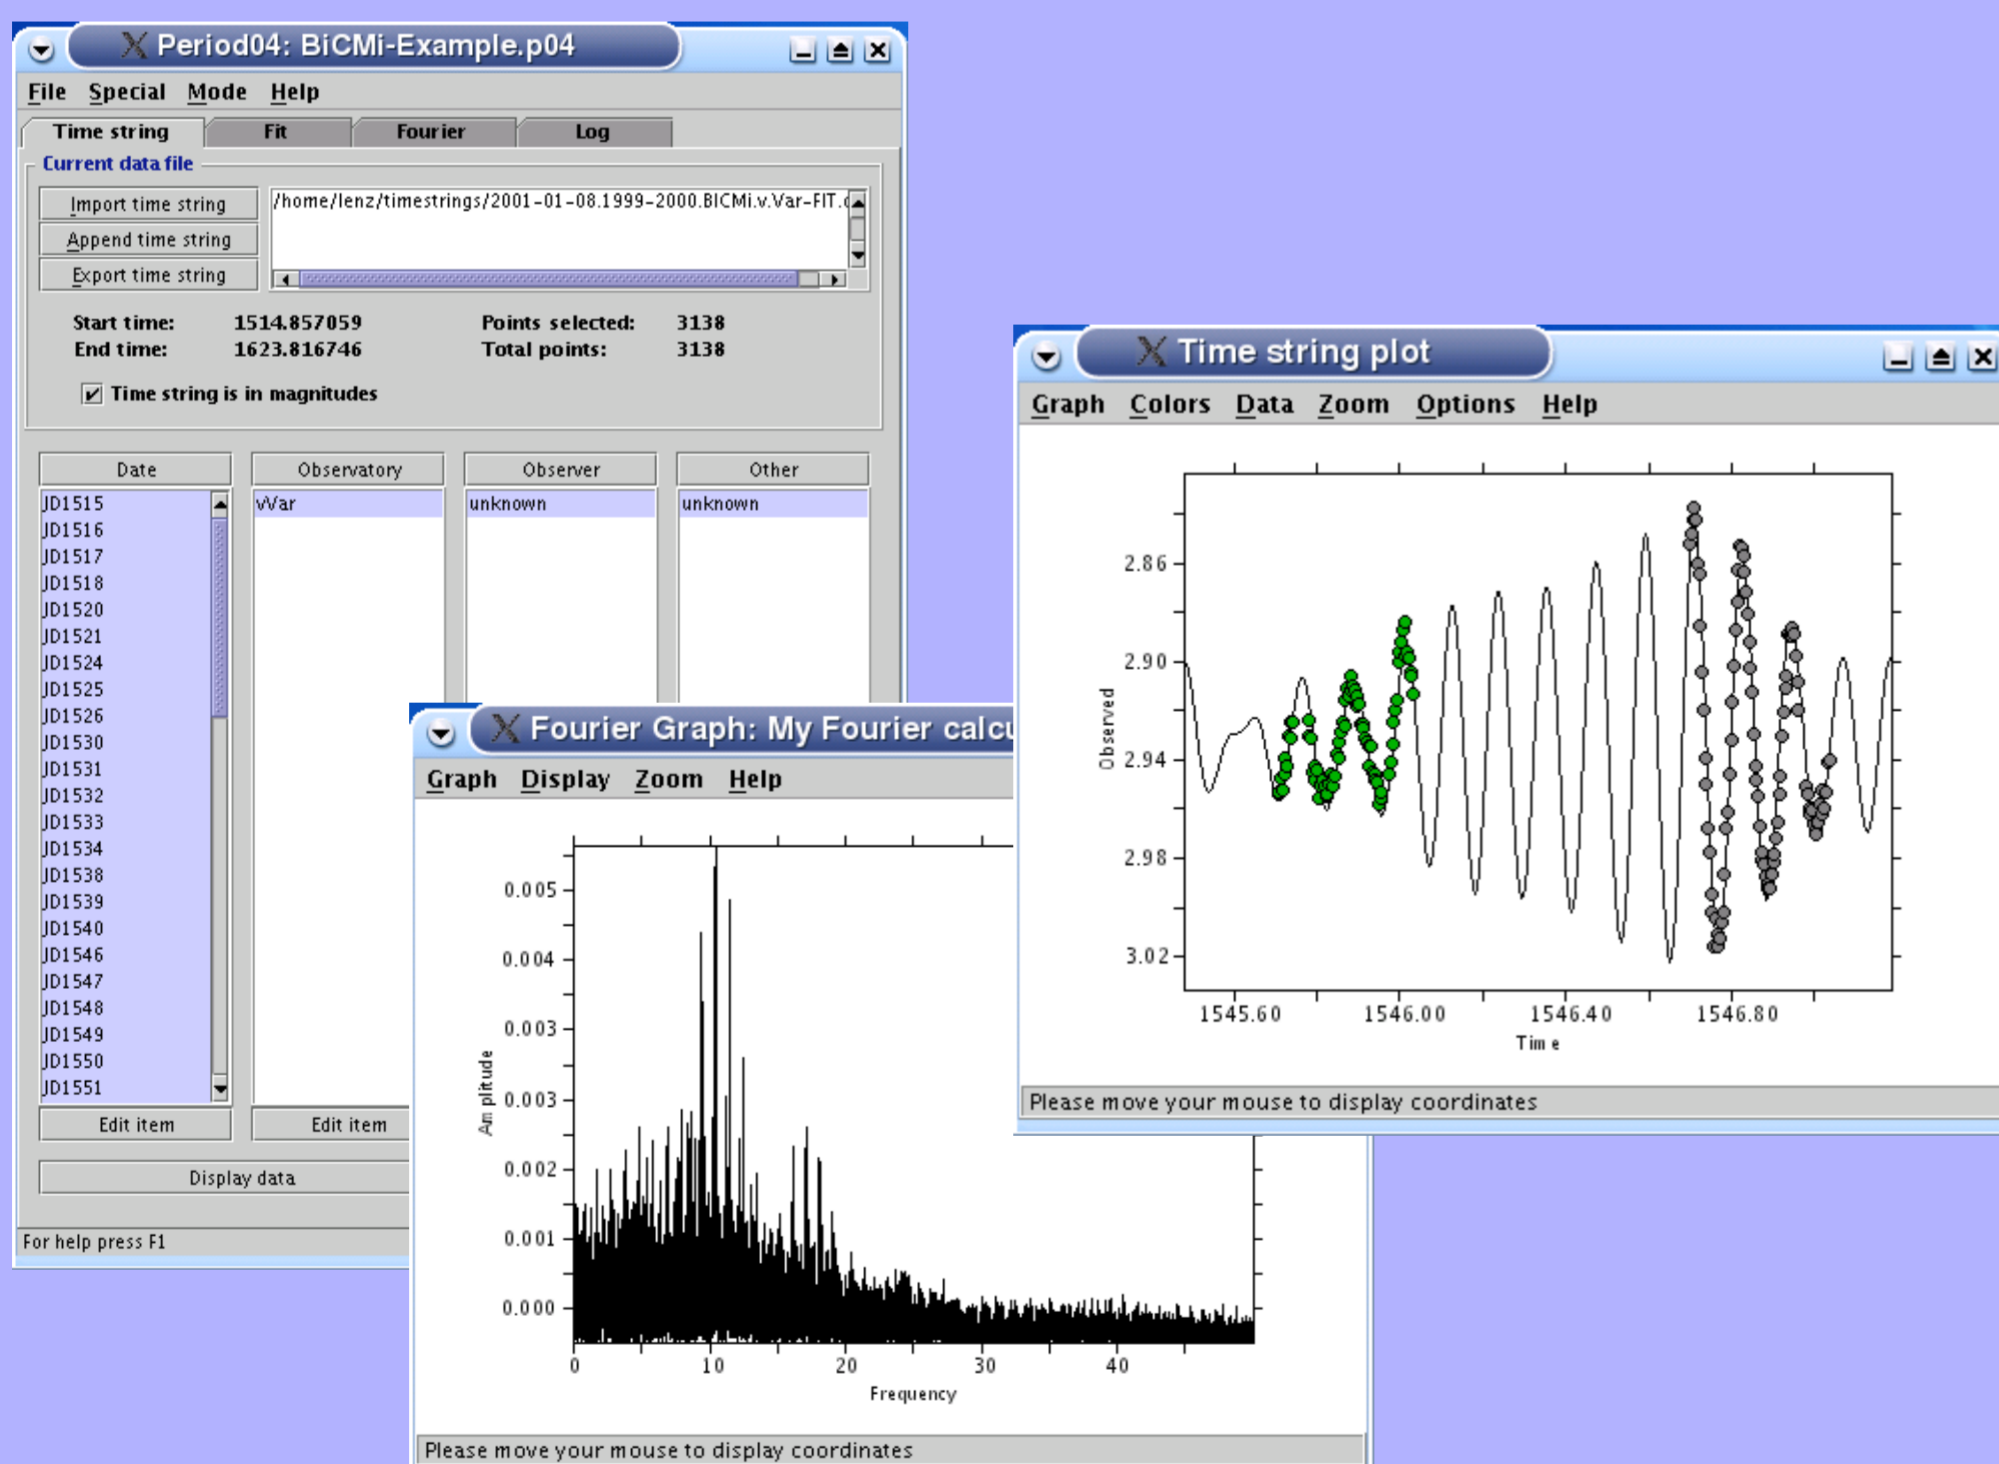 Period04: BiCMi-Example.p04
File Special Mode Help
Time string Fit Fourier Log
Current data file
Import time string
/home/lenz/timestrings/2001-01-08.1999-2000.BICMi.v.Var-FIT.
Append time string
Export time string
Start time: 1514.857059 Points selected: 3138
End time: 1623.816746 Total points: 3138
Time string is in magnitudes
Date Observatory Observer Other
JD1515 vVar unknown unknown
JD1516
JD1517
JD1518
JD1520
JD1521
JD1524
JD1525
JD1526
JD1530
JD1531
JD1532
JD1533
JD1534
JD1538
JD1539
JD1540
JD1546
JD1547
JD1548
JD1549
JD1550
JD1551
Edit item Edit item
Display data
For help press F1
Fourier Graph: My Fourier calcu
Graph Display Zoom Help
0.005
0.004
0.003
0.003
0.002
0.001
0.000
Amplitude
0 10 20 30 40
Frequency
Please move your mouse to display coordinates
Time string plot
Graph Colors Data Zoom Options Help
2.86
2.90
2.94
2.98
3.02
Observed
1545.60 1546.00 1546.40 1546.80
Time
Please move your mouse to display coordinates